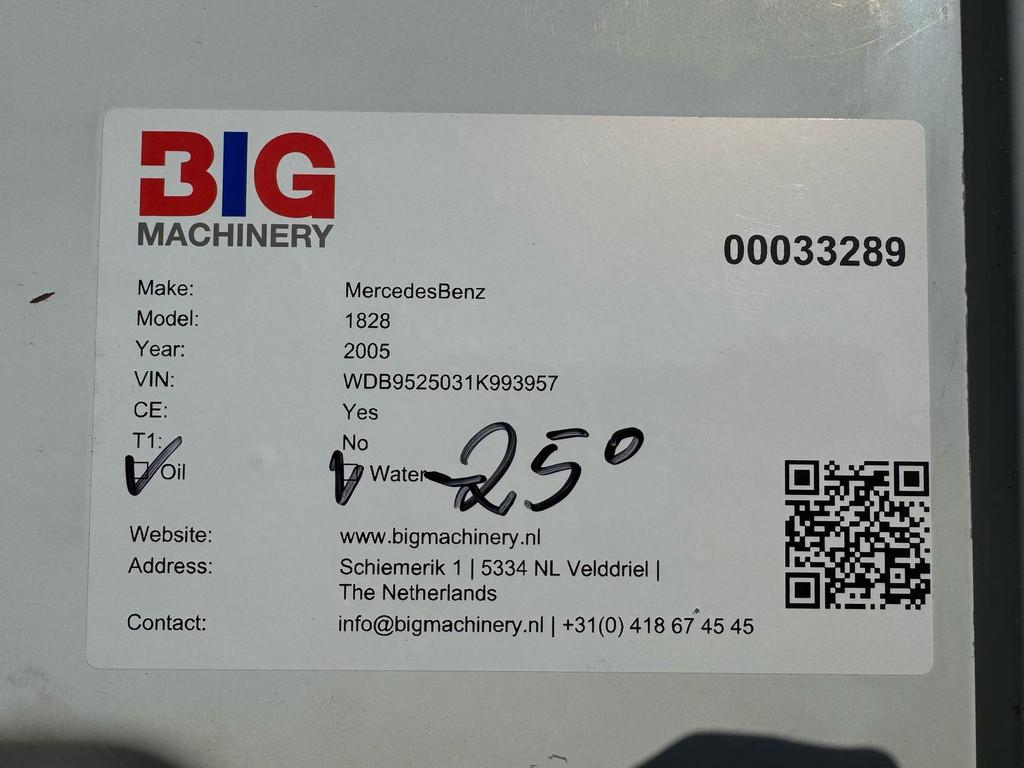 BIG
MACHINERY
00033289
Make: MercedesBenz
Model: 1828
Year: 2005
VIN: WDB9525031K993957
CE: Yes
T1: No
Oil Water -25°
Website: www.bigmachinery.nl
Address: Schiemerik 1 | 5334 NL Velddriel |
The Netherlands
Contact: info@bigmachinery.nl | +31(0) 418 67 45 45